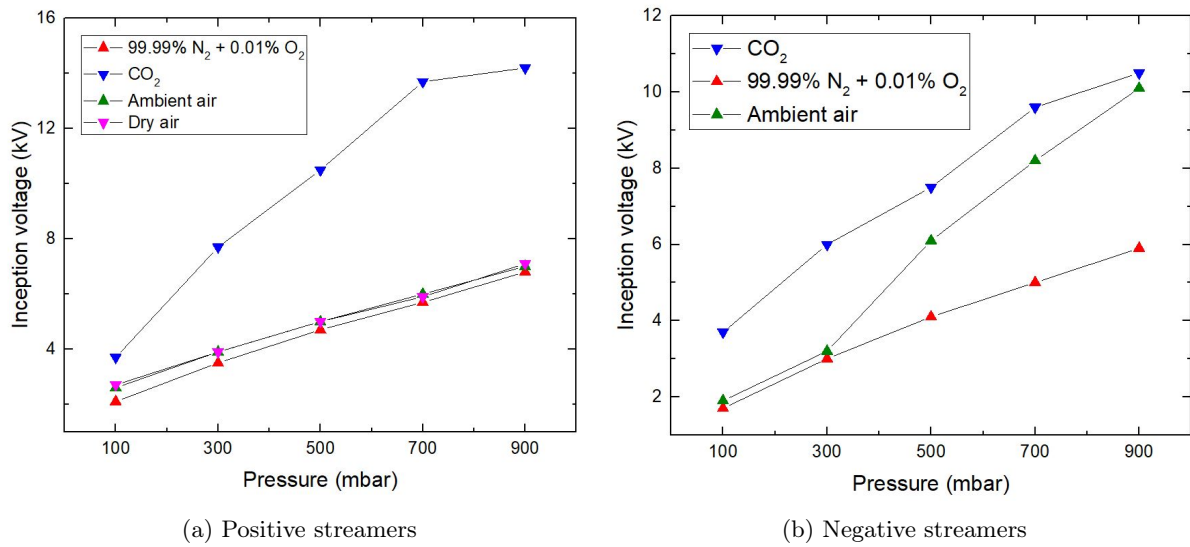 99.99% N₂ + 0.01% O₂
CO₂
Ambient air
Dry air
16
12
8
4
Inception voltage (kV)
100 300 500 700 900
Pressure (mbar)
(a) Positive streamers
CO₂
99.99% N₂ + 0.01% O₂
Ambient air
12
10
8
6
4
2
Inception voltage (kV)
100 300 500 700 900
Pressure (mbar)
(b) Negative streamers